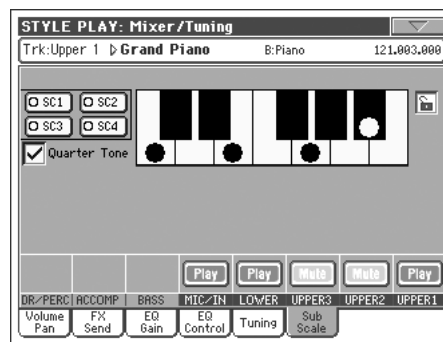 STYLE PLAY: Mixer/Tuning
Trk:Upper 1 ▷Grand Piano B:Piano 121.003.000
SC1 SC2
SC3 SC4
Quarter Tone
Play Play Mute Mute Play
DR/PERC ACCOMP BASS MIC/IN LOWER UPPER3 UPPER2 UPPER1
Volume Pan FX Send EQ Gain EQ Control Tuning Sub Scale